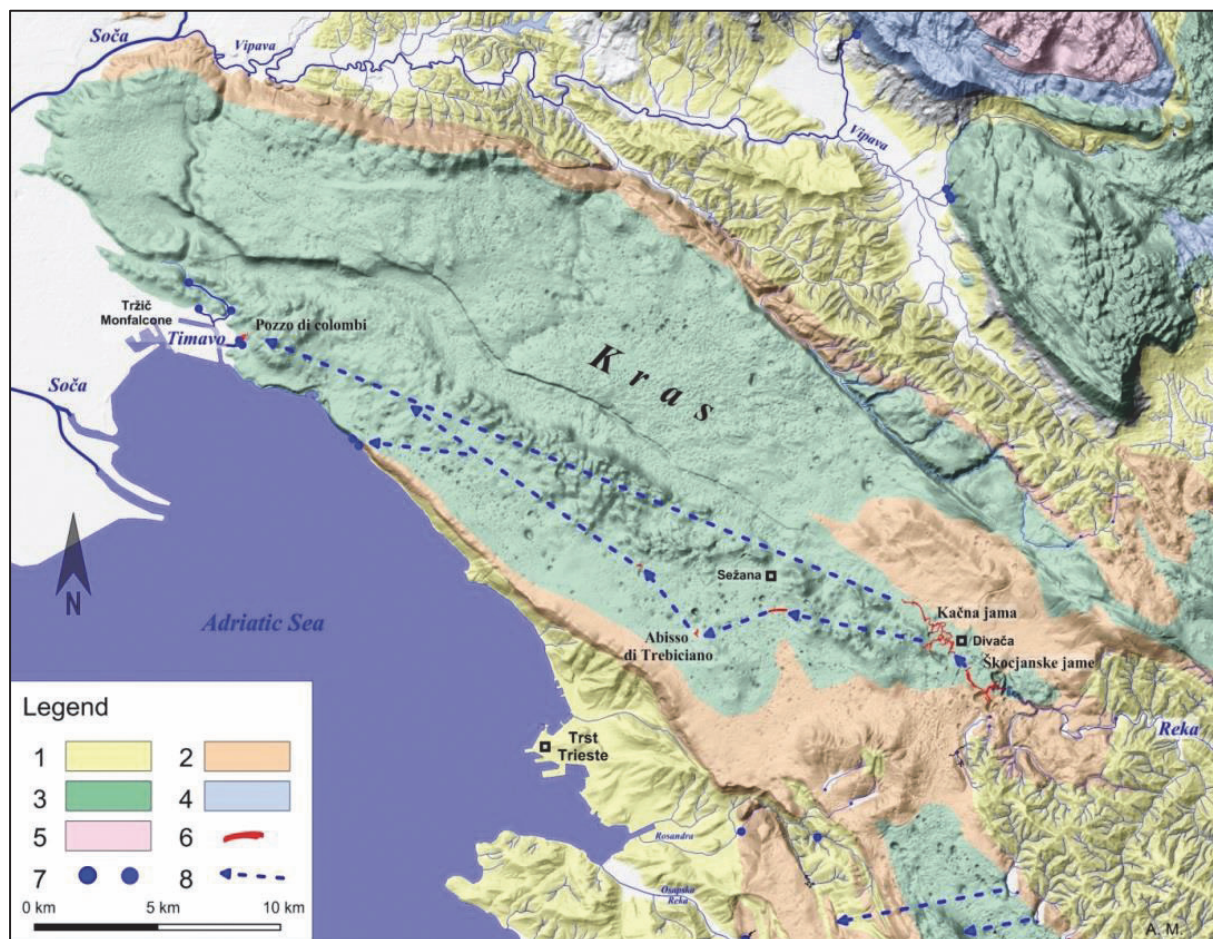 Soča
Vipava
Vipava
Tržič
Monfalcone
Pozzo di colombi
Timavo
Soča
Kras
Sežana
Kačna jama
Divača
Abisso
di Trebiciano
Škocjanske jame
Adriatic Sea
N
Reka
Trst
Trieste
Rosandra
Osapska
Reka
Legend
1
2
3
4
5
6
7
8
0 km
5 km
10 km
A. M.